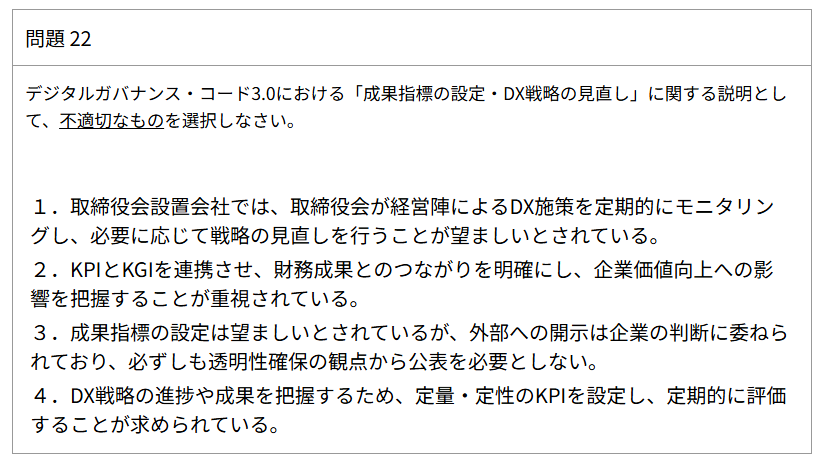 問題 22
デジタルガバナンス・コード3.0における「成果指標の設定・DX戦略の見直し」に関する説明とし
て、不適切なものを選択しなさい。
１．取締役会設置会社では、取締役会が経営陣によるDX施策を定期的にモニタリン
グし、必要に応じて戦略の見直しを行うことが望ましいとされている。
２．KPIとKGIを連携させ、財務成果とのつながりを明確にし、企業価値向上への影
響を把握することが重視されている。
３．成果指標の設定は望ましいとされているが、外部への開示は企業の判断に委ねら
れており、必ずしも透明性確保の観点から公表を必要としない。
４．DX戦略の進捗や成果を把握するため、定量・定性のKPIを設定し、定期的に評価
することが求められている。